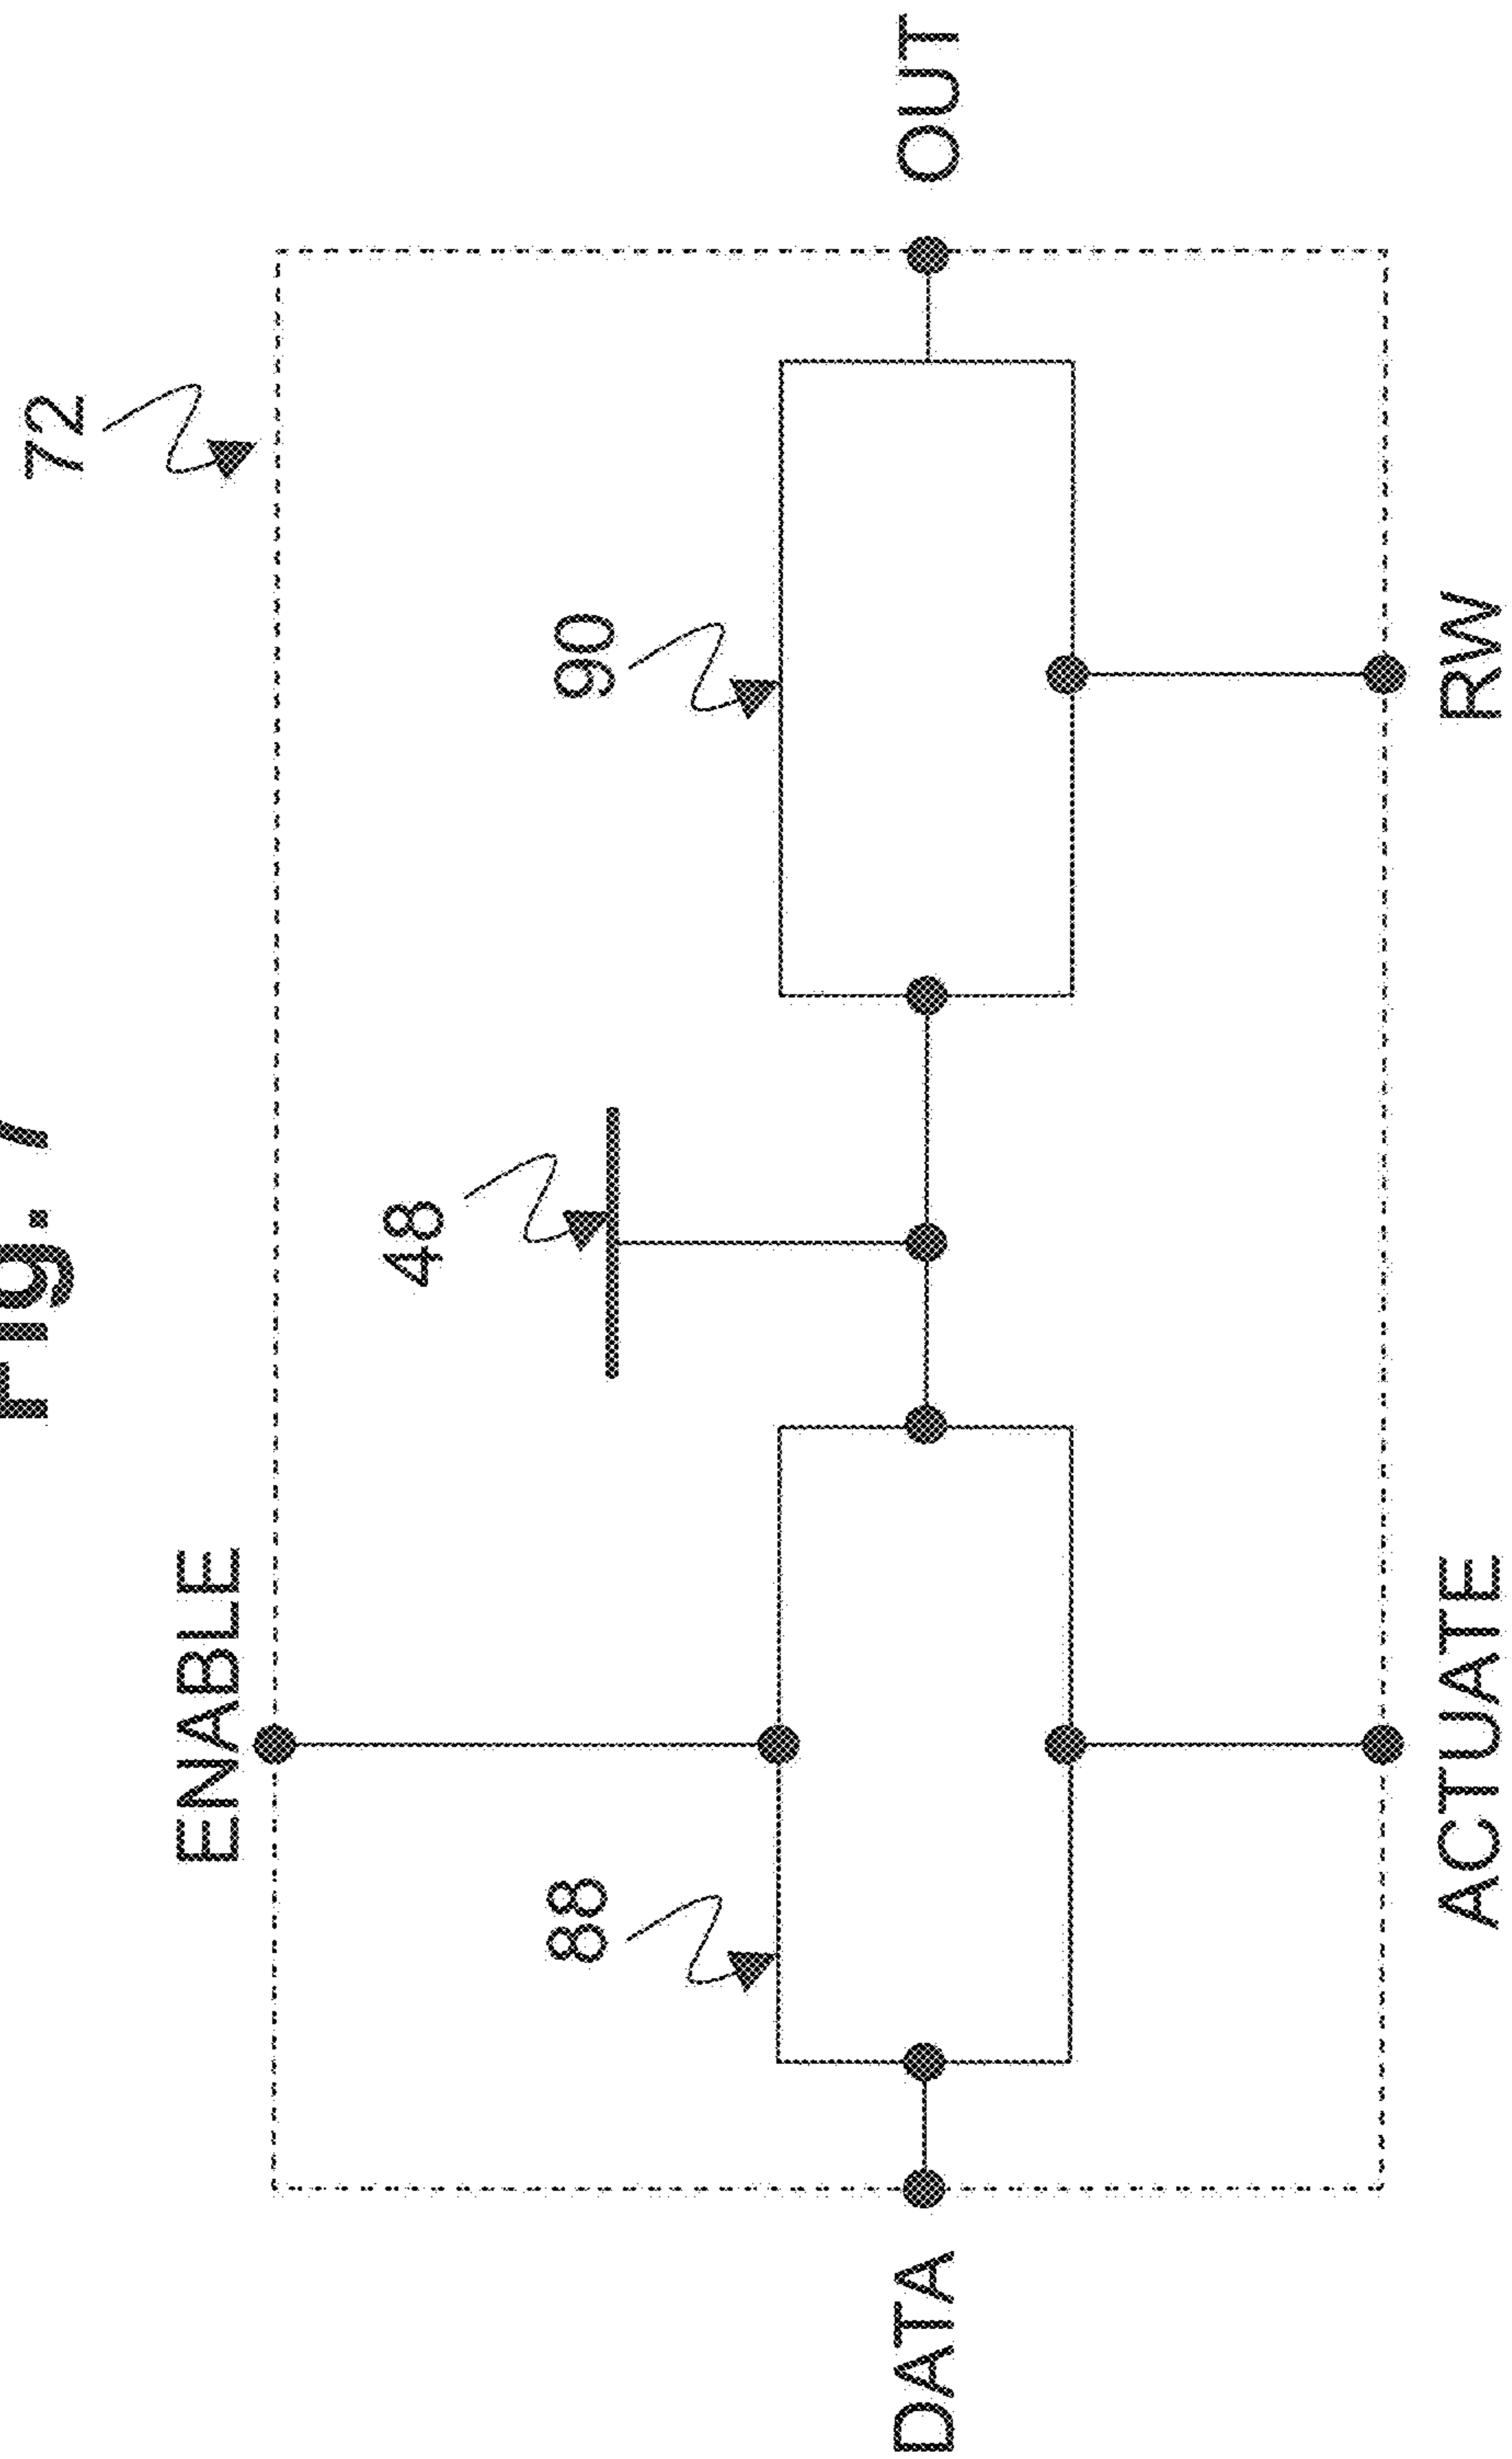 Fig. 7
72
ENABLE
48
90
88
DATA
OUT
ACTUATE
RW